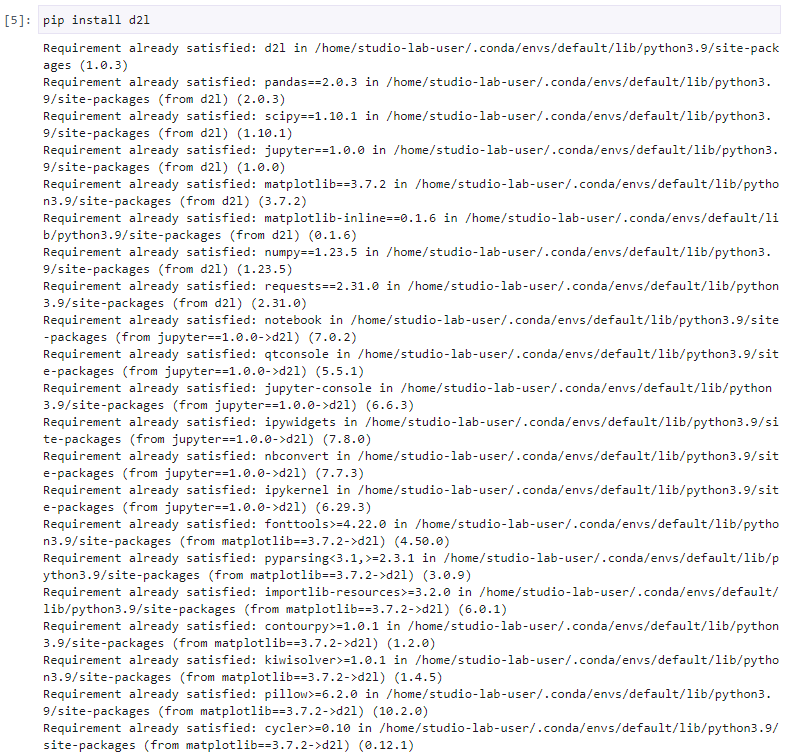 [5]: pip install d2l
Requirement already satisfied: d2l in /home/studio-lab-user/.conda/envs/default/lib/python3.9/site-pack
ages (1.0.3)
Requirement already satisfied: pandas==2.0.3 in /home/studio-lab-user/.conda/envs/default/lib/python3.
9/site-packages (from d2l) (2.0.3)
Requirement already satisfied: scipy==1.10.1 in /home/studio-lab-user/.conda/envs/default/lib/python3.
9/site-packages (from d2l) (1.10.1)
Requirement already satisfied: jupyter==1.0.0 in /home/studio-lab-user/.conda/envs/default/lib/python3.
9/site-packages (from d2l) (1.0.0)
Requirement already satisfied: matplotlib==3.7.2 in /home/studio-lab-user/.conda/envs/default/lib/pytho
n3.9/site-packages (from d2l) (3.7.2)
Requirement already satisfied: matplotlib-inline==0.1.6 in /home/studio-lab-user/.conda/envs/default/li
b/python3.9/site-packages (from d2l) (0.1.6)
Requirement already satisfied: numpy==1.23.5 in /home/studio-lab-user/.conda/envs/default/lib/python3.
9/site-packages (from d2l) (1.23.5)
Requirement already satisfied: requests==2.31.0 in /home/studio-lab-user/.conda/envs/default/lib/python
3.9/site-packages (from d2l) (2.31.0)
Requirement already satisfied: notebook in /home/studio-lab-user/.conda/envs/default/lib/python3.9/site
-packages (from jupyter==1.0.0->d2l) (7.0.2)
Requirement already satisfied: qtconsole in /home/studio-lab-user/.conda/envs/default/lib/python3.9/sit
e-packages (from jupyter==1.0.0->d2l) (5.5.1)
Requirement already satisfied: jupyter-console in /home/studio-lab-user/.conda/envs/default/lib/python
3.9/site-packages (from jupyter==1.0.0->d2l) (6.6.3)
Requirement already satisfied: ipywidgets in /home/studio-lab-user/.conda/envs/default/lib/python3.9/si
te-packages (from jupyter==1.0.0->d2l) (7.8.0)
Requirement already satisfied: nbconvert in /home/studio-lab-user/.conda/envs/default/lib/python3.9/sit
e-packages (from jupyter==1.0.0->d2l) (7.7.3)
Requirement already satisfied: ipykernel in /home/studio-lab-user/.conda/envs/default/lib/python3.9/sit
e-packages (from jupyter==1.0.0->d2l) (6.29.3)
Requirement already satisfied: fonttools>=4.22.0 in /home/studio-lab-user/.conda/envs/default/lib/pytho
n3.9/site-packages (from matplotlib==3.7.2->d2l) (4.50.0)
Requirement already satisfied: pyparsing<3.1,>=2.3.1 in /home/studio-lab-user/.conda/envs/default/lib/p
ython3.9/site-packages (from matplotlib==3.7.2->d2l) (3.0.9)
Requirement already satisfied: importlib-resources>=3.2.0 in /home/studio-lab-user/.conda/envs/default/
lib/python3.9/site-packages (from matplotlib==3.7.2->d2l) (6.0.1)
Requirement already satisfied: contourpy>=1.0.1 in /home/studio-lab-user/.conda/envs/default/lib/python
3.9/site-packages (from matplotlib==3.7.2->d2l) (1.2.0)
Requirement already satisfied: kiwisolver>=1.0.1 in /home/studio-lab-user/.conda/envs/default/lib/pytho
n3.9/site-packages (from matplotlib==3.7.2->d2l) (1.4.5)
Requirement already satisfied: pillow>=6.2.0 in /home/studio-lab-user/.conda/envs/default/lib/python3.
9/site-packages (from matplotlib==3.7.2->d2l) (10.2.0)
Requirement already satisfied: cycler>=0.10 in /home/studio-lab-user/.conda/envs/default/lib/python3.9/
site-packages (from matplotlib==3.7.2->d2l) (0.12.1)